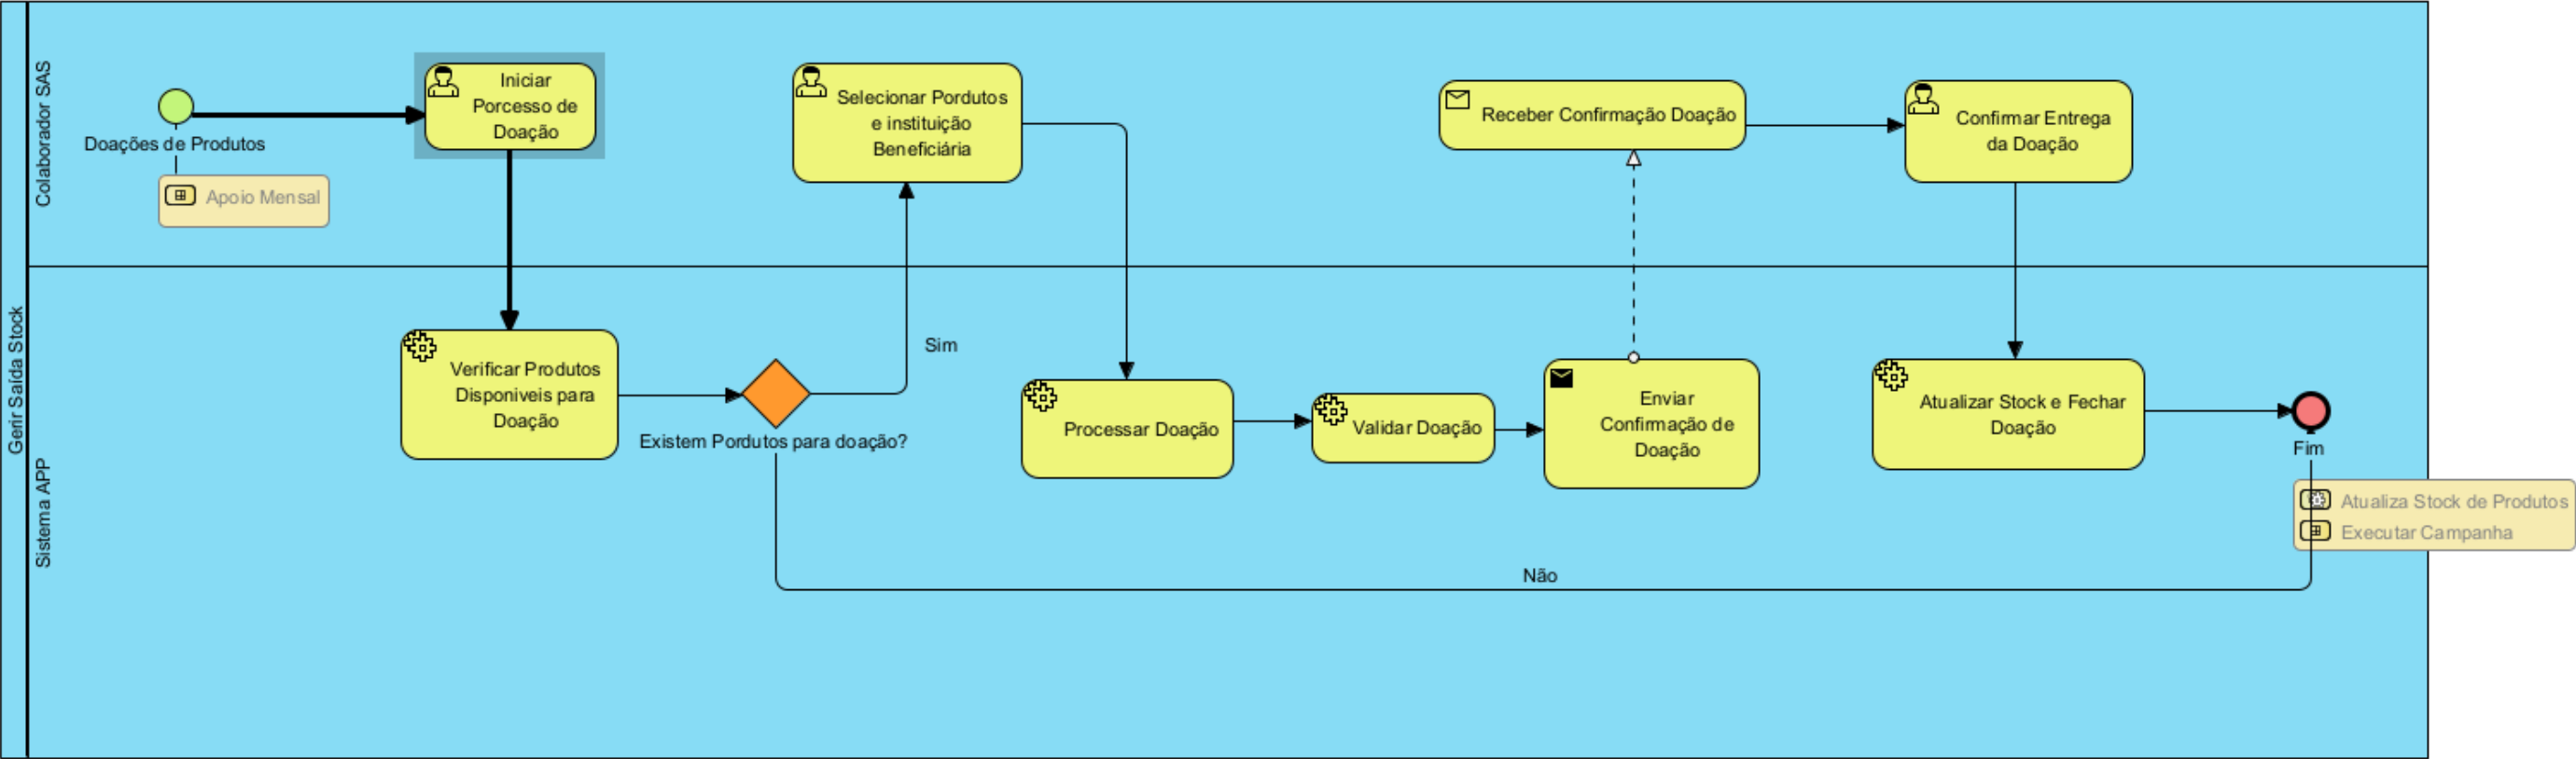 Gerir Saída Stock
Colaborador SAS
Doações de Produtos
Apoio Mensal
Iniciar
Porcesso de
Doação
Selecionar Pordutos
e instituição
Beneficiária
Receber Confirmação Doação
Confirmar Entrega
da Doação
Sistema APP
Verificar Produtos
Disponiveis para
Doação
Existem Pordutos para doação?
Sim
Processar Doação
Validar Doação
Enviar
Confirmação de
Doação
Atualizar Stock e Fechar
Doação
Fim
Atualiza Stock de Produtos
Executar Campanha
Não